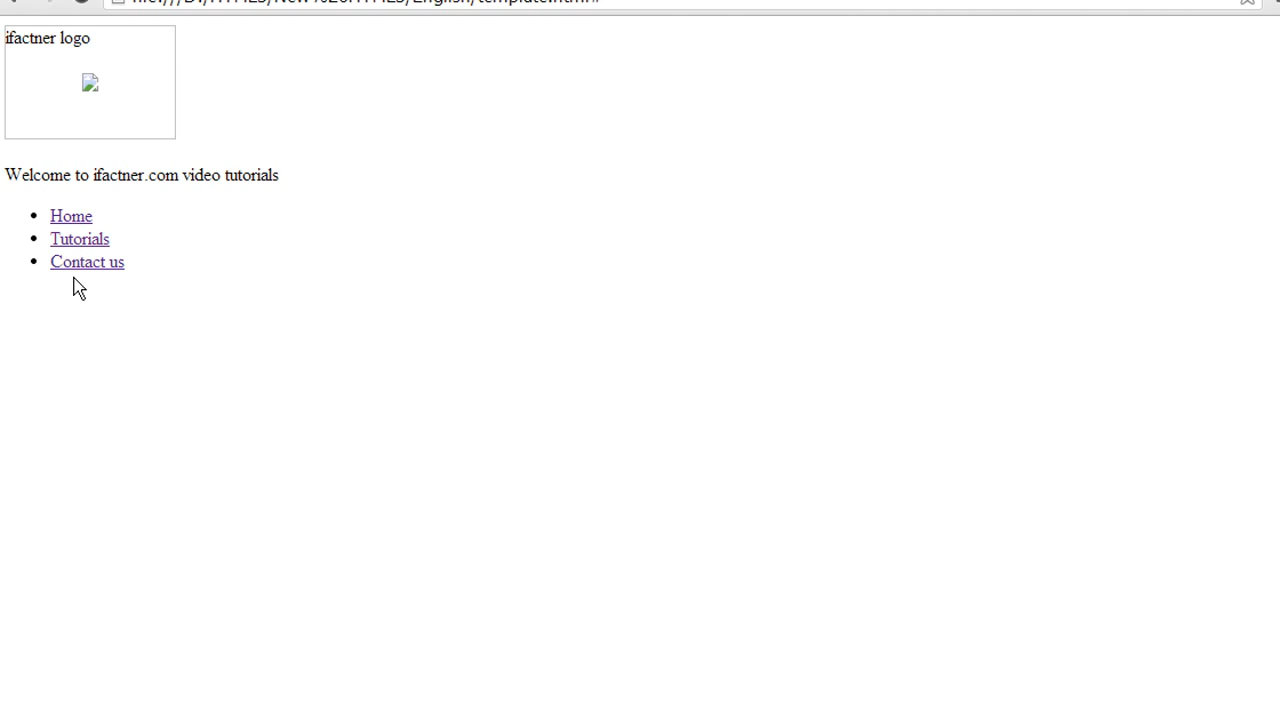 ifactner logo
Welcome to ifactner.com video tutorials
Home
Tutorials
Contact us